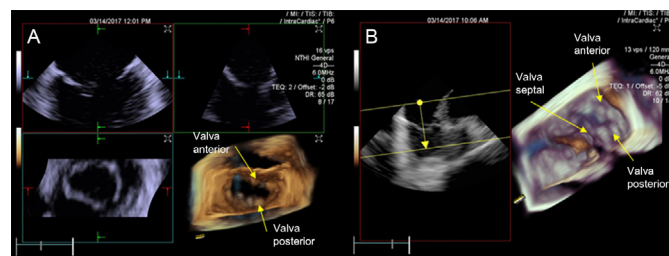 A
03/14/2017 12:01 PM
/ MI: / TIS: / TIB:
/ IntraCardiac* / P6
16 vps
NTHI General
---4D---
6.0MHz
0 dB
TEQ: 2 / Offset: -2 dB
DR: 65 dB
8 / 17
Valva
anterior
Valva
posterior
B
03/14/2017 10:06 AM
/ MI: / TIS: / TIB:
/ IntraCardiac* / P6
13 vps / 120 mm
General
6.0MHz
TEQ: 1 / Offset: -5 dB
DR: 62 dB
Valva
anterior
Valva
septal
Valva
posterior